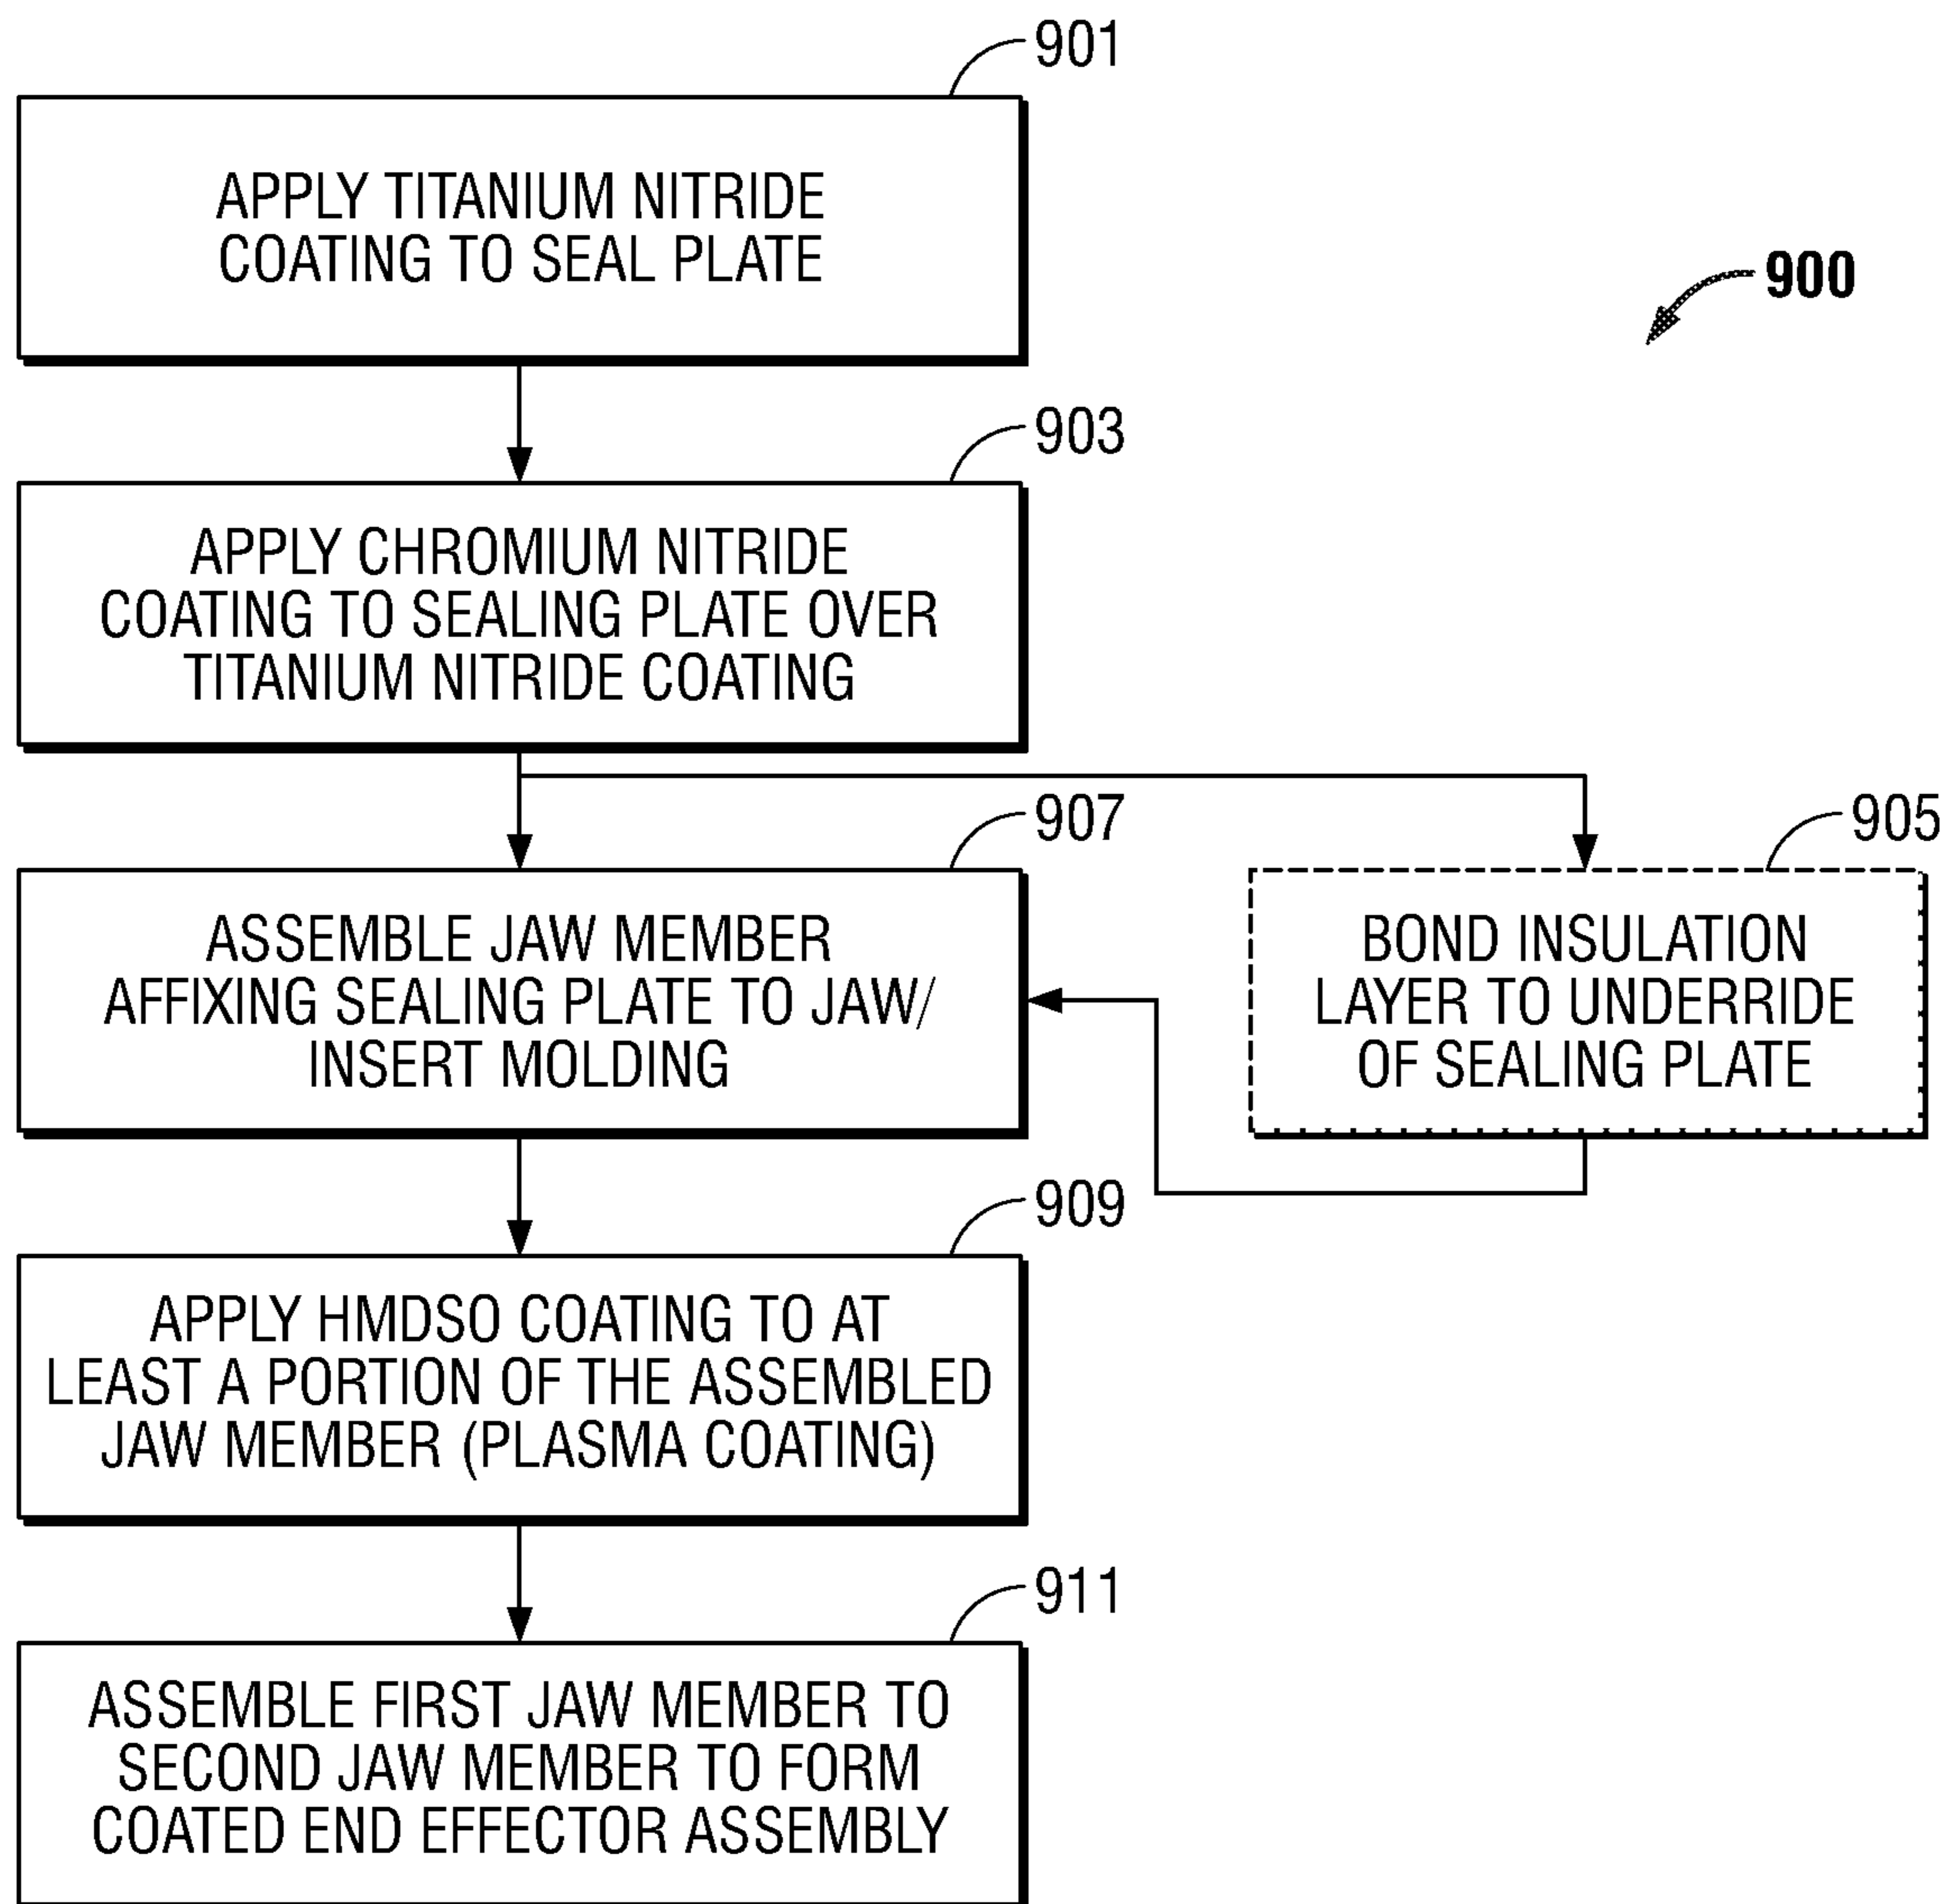 901
APPLY TITANIUM NITRIDE
COATING TO SEAL PLATE
900
903
APPLY CHROMIUM NITRIDE
COATING TO SEALING PLATE OVER
TITANIUM NITRIDE COATING
907
ASSEMBLE JAW MEMBER
AFFIXING SEALING PLATE TO JAW/
INSERT MOLDING
905
BOND INSULATION
LAYER TO UNDERRIDE
OF SEALING PLATE
909
APPLY HMDSO COATING TO AT
LEAST A PORTION OF THE ASSEMBLED
JAW MEMBER (PLASMA COATING)
911
ASSEMBLE FIRST JAW MEMBER TO
SECOND JAW MEMBER TO FORM
COATED END EFFECTOR ASSEMBLY